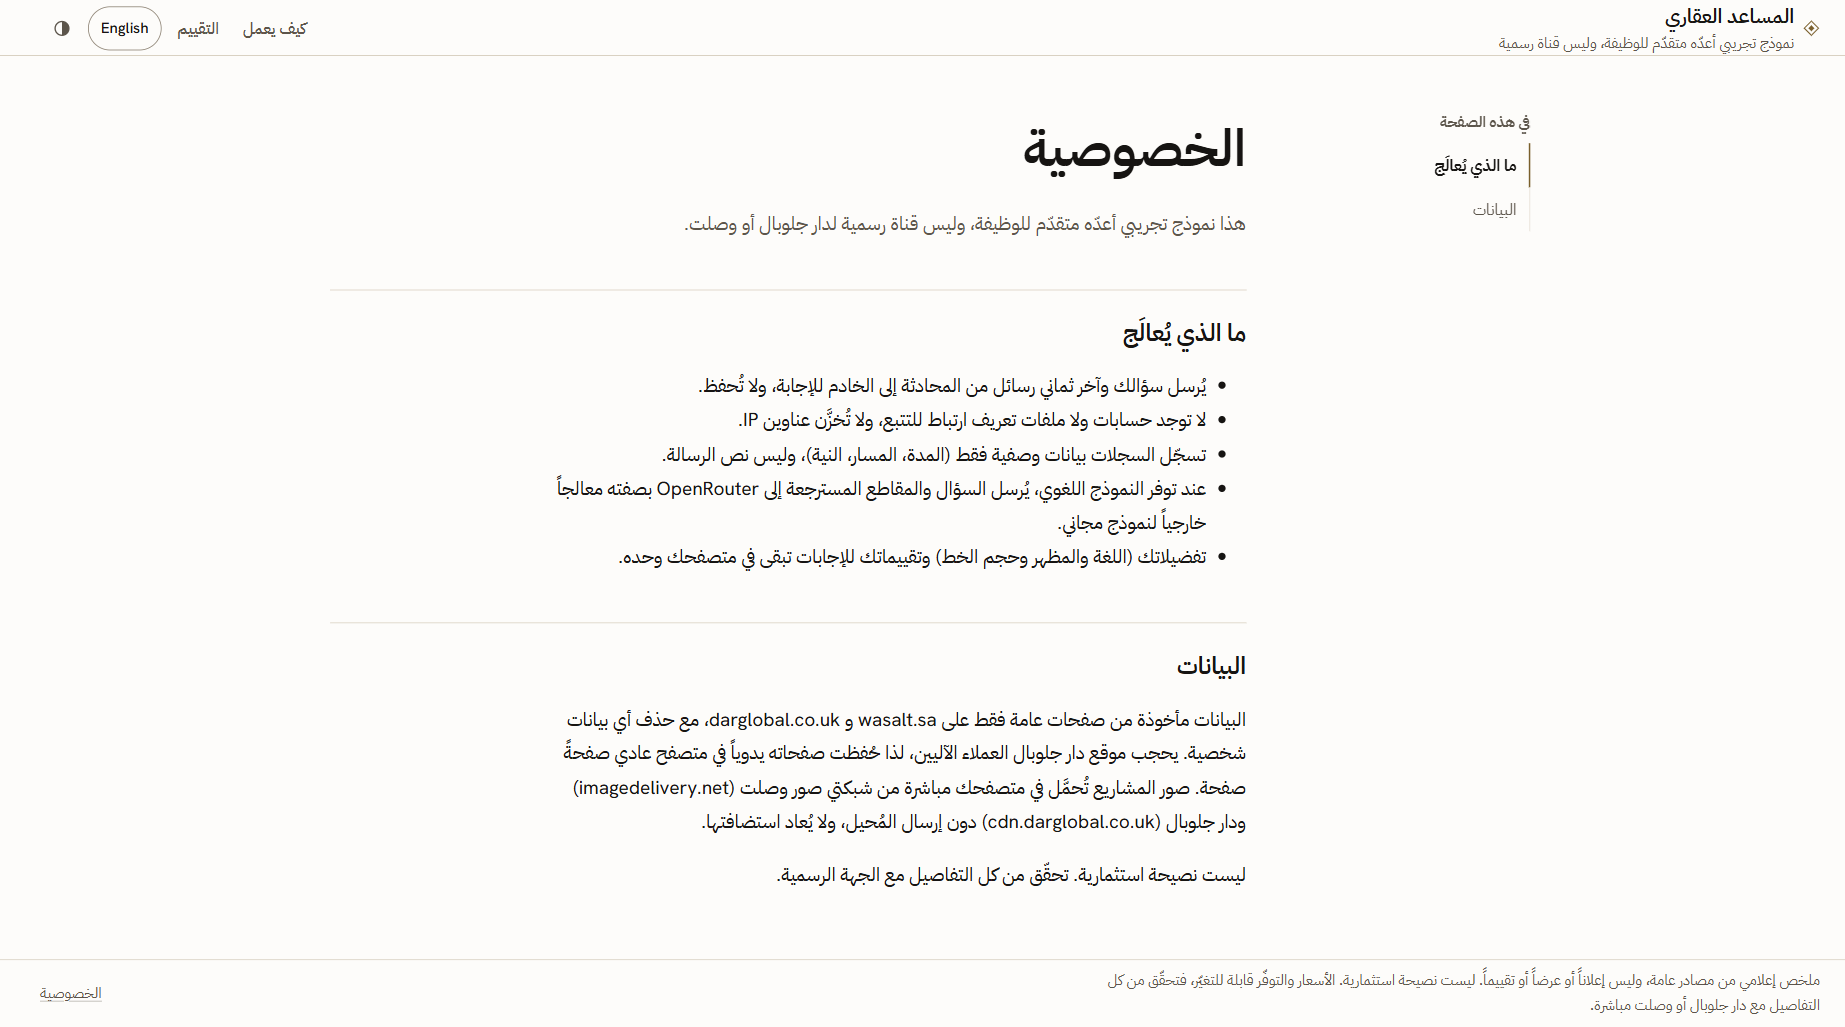 المساعد العقاري
نموذج تجريبي أعدّه متقدّم للوظيفة، وليس قناة رسمية
كيف يعمل
التقييم
English
في هذه الصفحة
ما الذي يُعالَج
البيانات
الخصوصية
هذا نموذج تجريبي أعدّه متقدّم للوظيفة، وليس قناة رسمية لدار جلوبال أو وصلت.
ما الذي يُعالَج
يُرسل سؤالك وآخر ثماني رسائل من المحادثة إلى الخادم للإجابة، ولا تُحفظ.
لا توجد حسابات ولا ملفات تعريف ارتباط للتتبع، ولا تُخزَّن عناوين IP.
تسجّل السجلات بيانات وصفية فقط (المدة، المسار، النية)، وليس نص الرسالة.
عند توفر النموذج اللغوي، يُرسل السؤال والمقاطع المسترجعة إلى OpenRouter بصفته معالجاً
خارجياً لنموذج مجاني.
تفضيلاتك (اللغة والمظهر وحجم الخط) وتقييماتك للإجابات تبقى في متصفحك وحده.
البيانات
البيانات مأخوذة من صفحات عامة فقط على wasalt.sa و darglobal.co.uk، مع حذف أي بيانات
شخصية. يحجب موقع دار جلوبال العملاء الآليين، لذا حُفظت صفحاته يدوياً في متصفح عادي صفحةً
صفحة. صور المشاريع تُحمَّل في متصفحك مباشرة من شبكتي صور وصلت (imagedelivery.net)
ودار جلوبال (cdn.darglobal.co.uk) دون إرسال المُحيل، ولا يُعاد استضافتها.
ليست نصيحة استثمارية. تحقّق من كل التفاصيل مع الجهة الرسمية.
ملخص إعلامي من مصادر عامة، وليس إعلاناً أو عرضاً أو تقييماً. ليست نصيحة استثمارية. الأسعار والتوفّر قابلة للتغيّر، فتحقّق من كل
التفاصيل مع دار جلوبال أو وصلت مباشرة.
الخصوصية